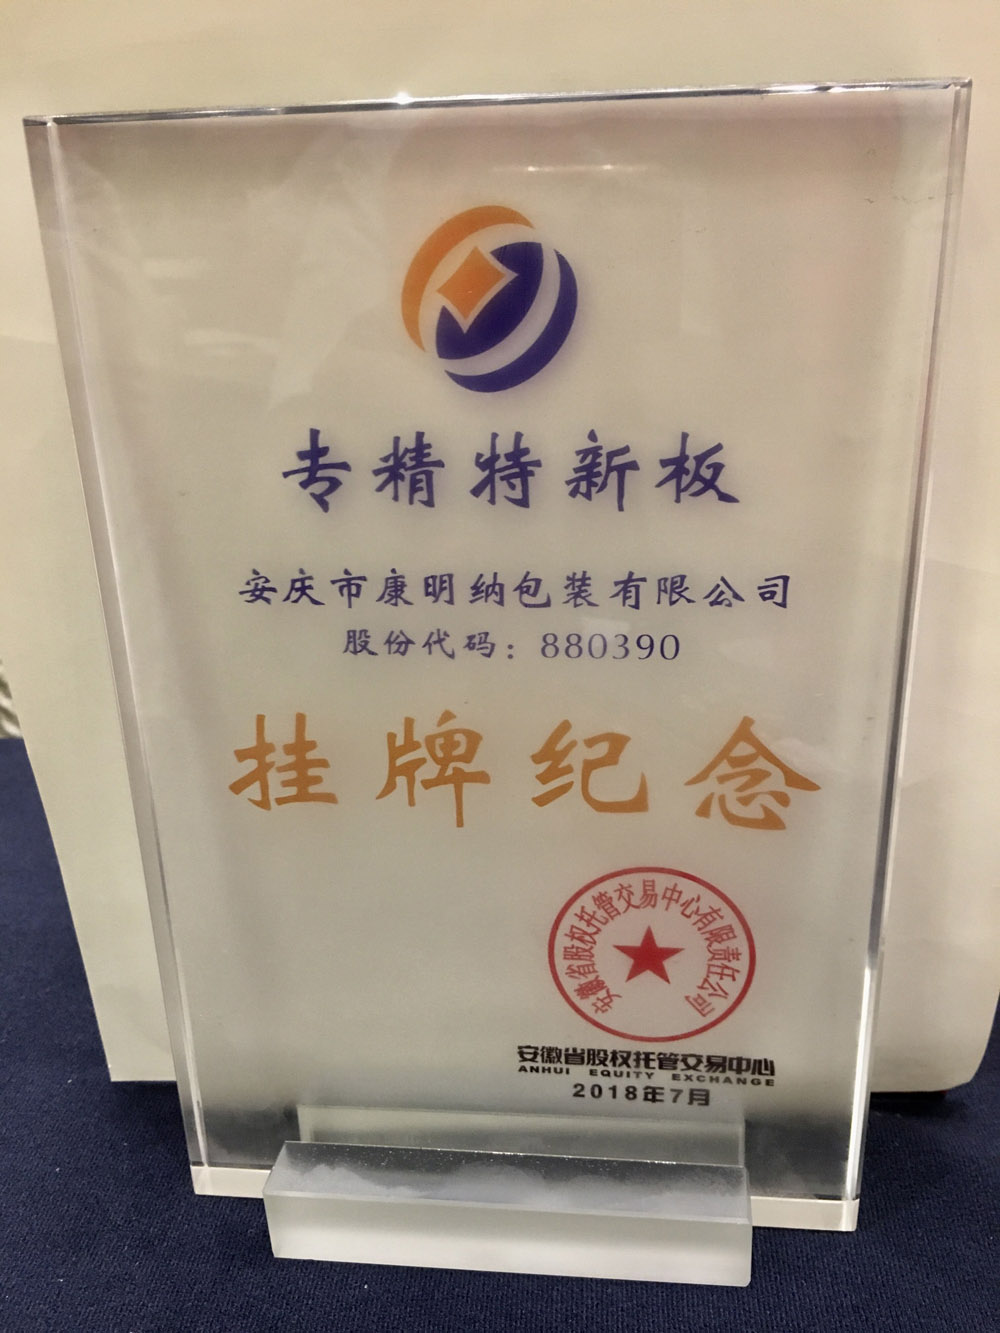 专精特新板
安庆市康明纳包装有限公司
股份代码：880390
挂牌纪念
安徽省股权托管交易中心有限责任公司
安徽省股权托管交易中心
ANHUI EQUITY EXCHANGE
2018年7月